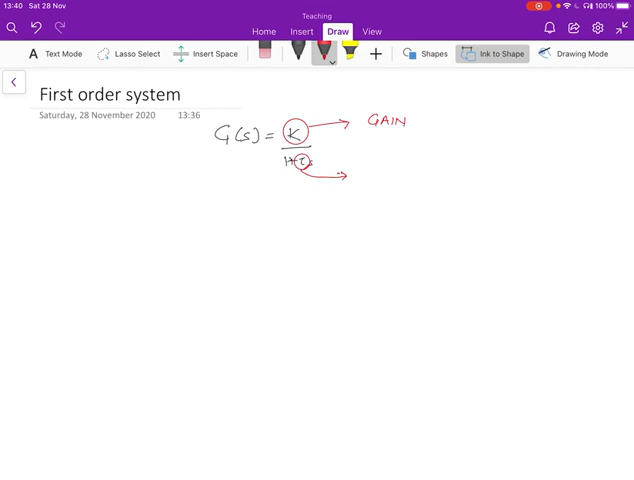 13:40 Sat 28 Nov 100%
Teaching
Home Insert Draw View
A Text Mode Lasso Select Insert Space Shapes Ink to Shape Drawing Mode
First order system
Saturday, 28 November 2020 13:36
G(s) = K
GAIN
1+τs